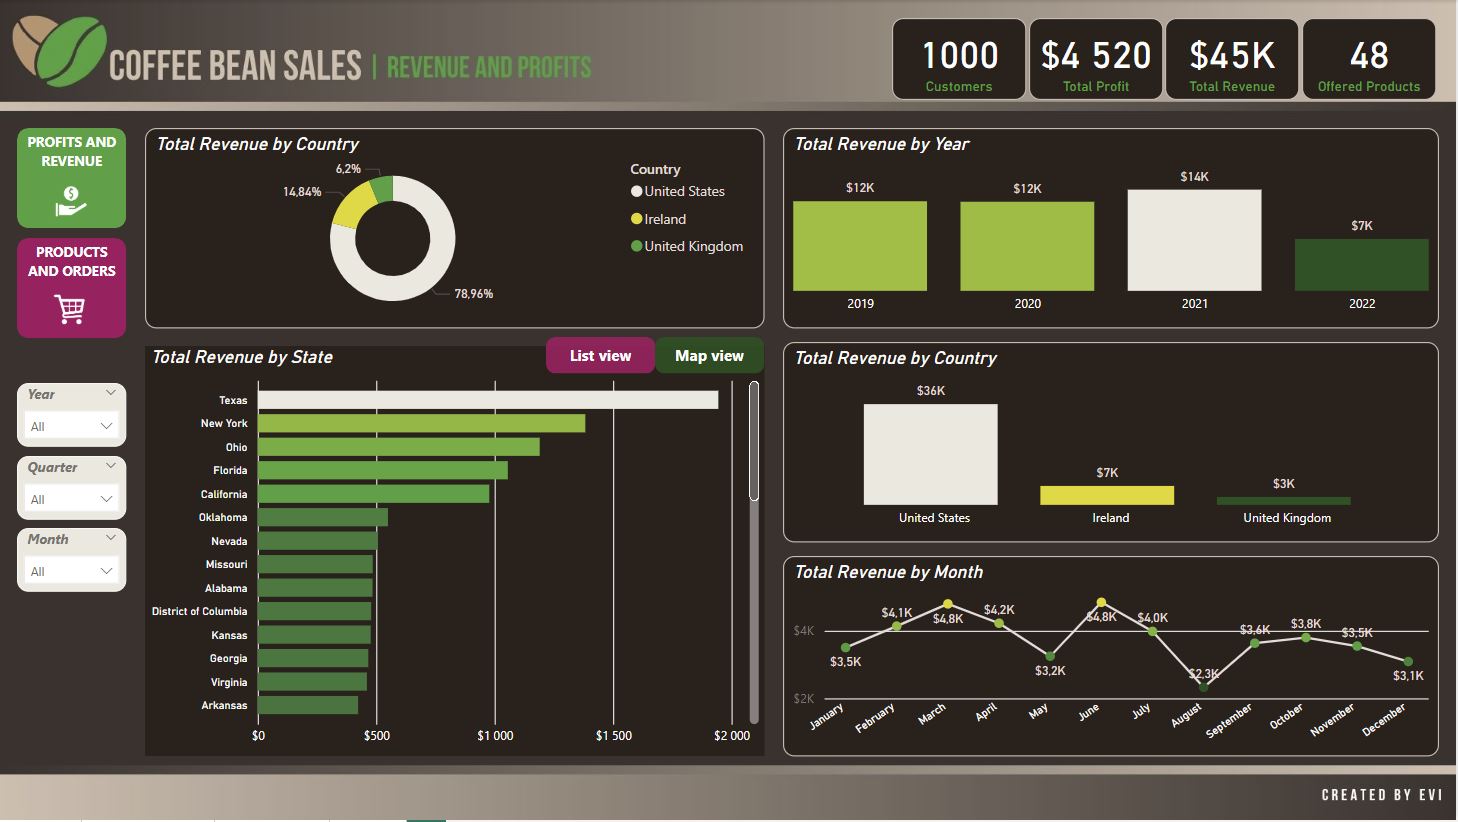 COFFEE BEAN SALES | REVENUE AND PROFITS
1000
Customers
$4 520
Total Profit
$45K
Total Revenue
48
Offered Products
PROFITS AND
REVENUE
$
PRODUCTS
AND ORDERS
Year
All
Quarter
All
Month
All
Total Revenue by Country
6,2%
14,84%
78,96%
Country
United States
Ireland
United Kingdom
Total Revenue by State
List view
Map view
Texas
New York
Ohio
Florida
California
Oklahoma
Nevada
Missouri
Alabama
District of Columbia
Kansas
Georgia
Virginia
Arkansas
$0 $500 $1 000 $1 500 $2 000
Total Revenue by Year
$12K $12K $14K $7K
2019 2020 2021 2022
Total Revenue by Country
$36K $7K $3K
United States Ireland United Kingdom
Total Revenue by Month
$4K
$2K
$3,5K $4,1K $4,8K $4,2K $3,2K $4,8K $4,0K $2,3K $3,6K $3,8K $3,5K $3,1K
January February March April May June July August September October November December
CREATED BY EVI